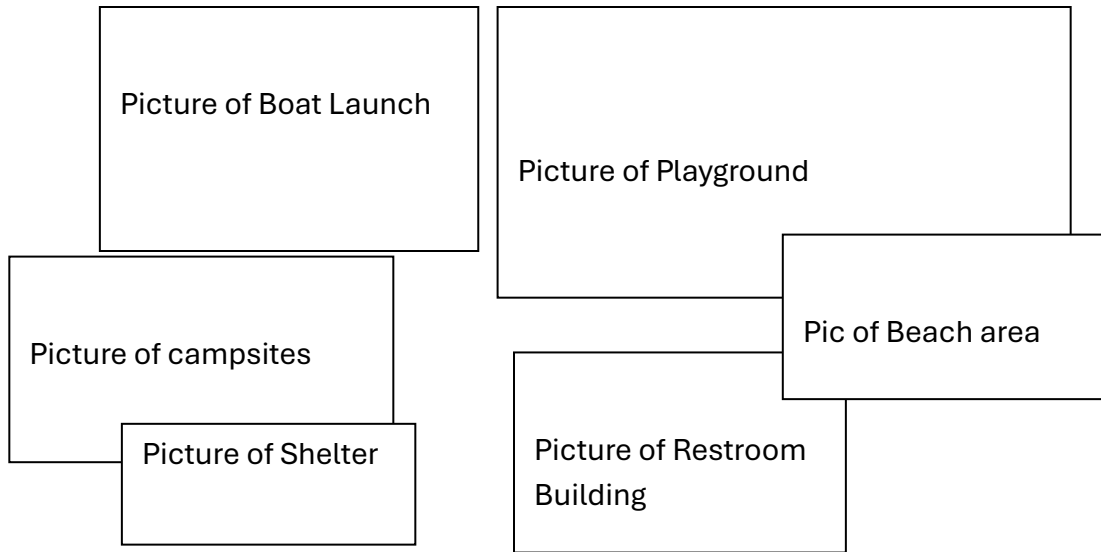 Picture of Boat Launch
Picture of Playground
Pic of Beach area
Picture of campsites
Picture of Shelter
Picture of Restroom
Building